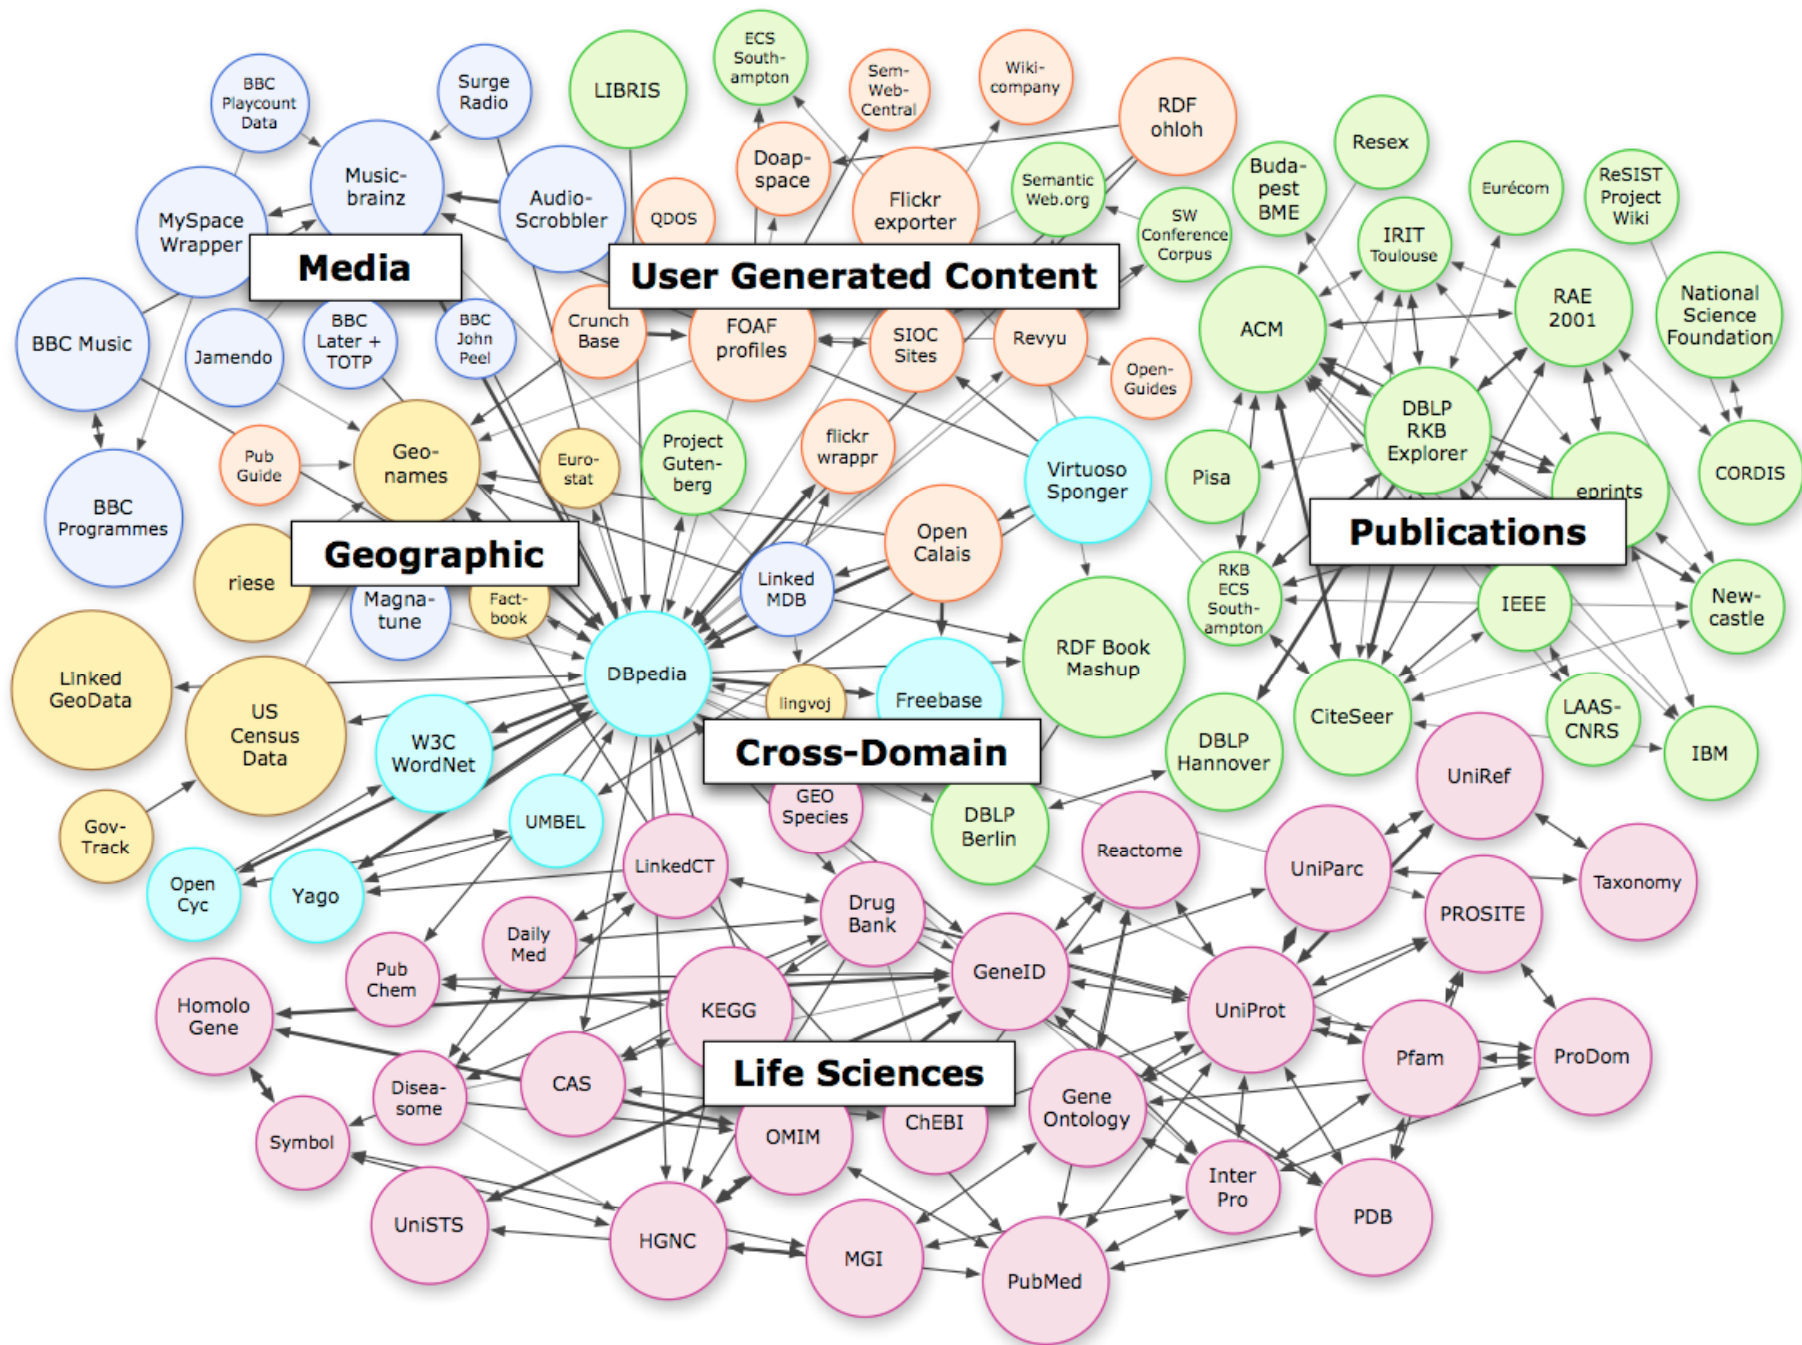 BBC
Playcount
Data
Surge
Radio
LIBRIS
ECS
South-
ampton
Sem-
Web-
Central
Wiki-
company
RDF
ohloh
Music-
brainz
Audio-
Scrobbler
MySpace
Wrapper
QDOS
Doap-
space
Flickr
exporter
Semantic
Web.org
SW
Conference
Corpus
Buda-
pest
BME
Resex
Eurécom
ReSIST
Project
Wiki
IRIT
Toulouse
Media
User Generated Content
BBC Music
Jamendo
BBC
Later +
TOTP
BBC
John
Peel
Crunch
Base
FOAF
profiles
SIOC
Sites
Revyu
Open-
Guides
ACM
RAE
2001
National
Science
Foundation
DBLP
RKB
Explorer
Pub
Guide
Geo-
names
Euro-
stat
Project
Guten-
berg
flickr
wrappr
Virtuoso
Sponger
Pisa
eprints
CORDIS
BBC
Programmes
Geographic
Open
Calais
Publications
riese
Magna-
tune
Fact-
book
Linked
MDB
RKB
ECS
South-
ampton
IEEE
New-
castle
Linked
GeoData
US
Census
Data
DBpedia
lingvoj
Freebase
RDF Book
Mashup
CiteSeer
LAAS-
CNRS
IBM
W3C
WordNet
Cross-Domain
DBLP
Hannover
UniRef
Gov-
Track
UMBEL
GEO
Species
DBLP
Berlin
Reactome
UniParc
Taxonomy
Open
Cyc
Yago
LinkedCT
Drug
Bank
PROSITE
Daily
Med
Pub
Chem
Homolo
Gene
KEGG
GeneID
UniProt
Pfam
ProDom
Life Sciences
Disea-
some
CAS
OMIM
ChEBI
Gene
Ontology
Symbol
Inter
Pro
PDB
UniSTS
HGNC
MGI
PubMed